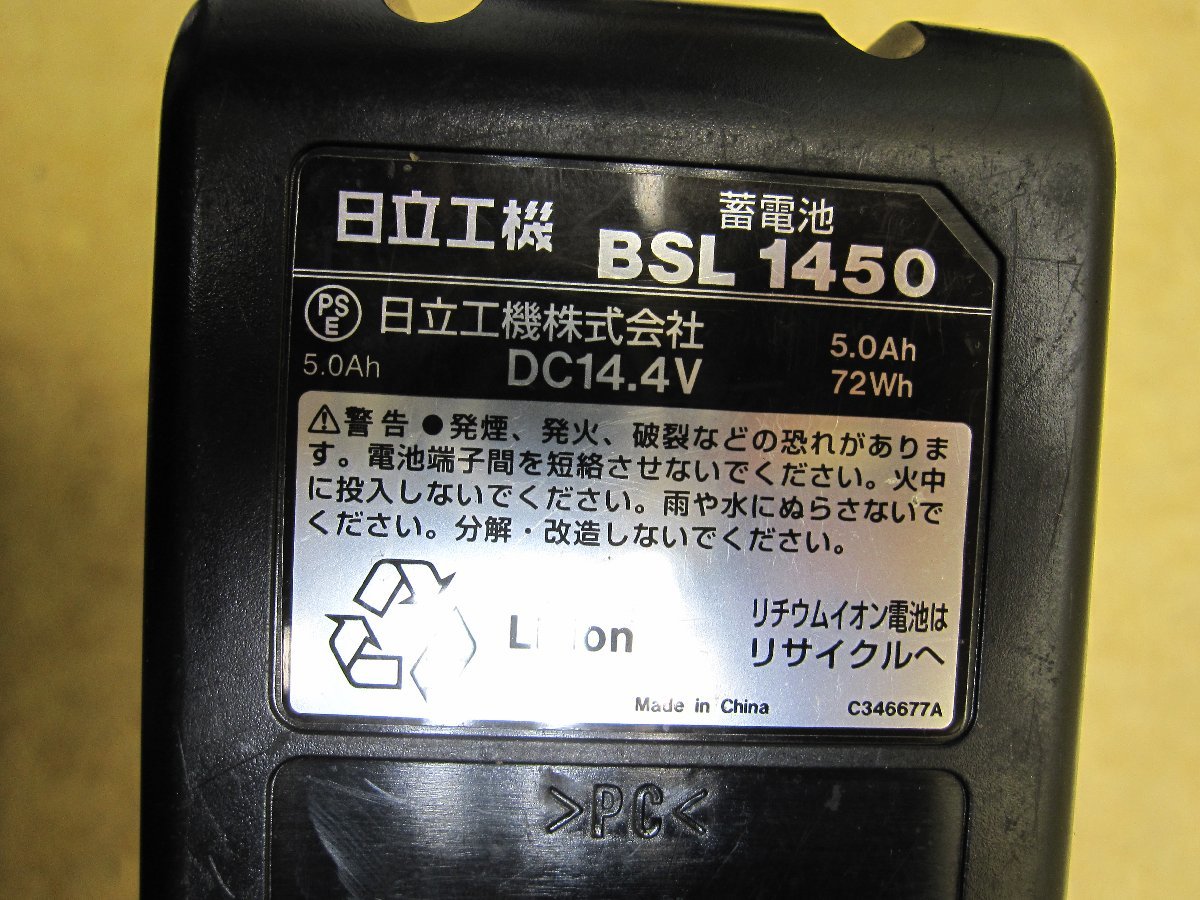 日立工機
蓄電池
BSL 1450
PS
E
日立工機株式会社
5.0Ah
DC14.4V
5.0Ah
72Wh
⚠警告 ●発煙、発火、破裂などの恐れがありま
す。電池端子間を短絡させないでください。火中
に投入しないでください。雨や水にぬらさないで
ください。分解・改造しないでください。
リチウムイオン電池は
リサイクルへ
Made in China
C346677A
>PC<